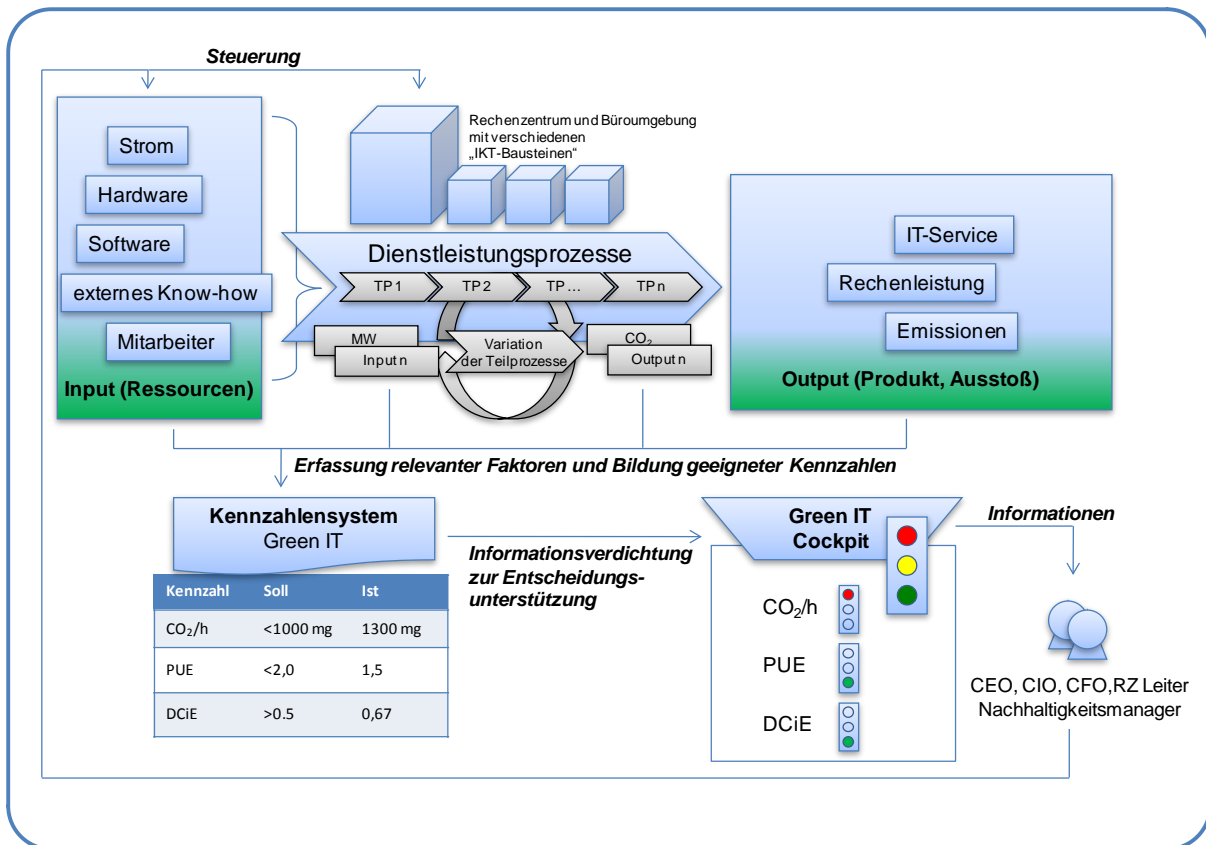 Steuerung
Strom
Hardware
Software
externes Know-how
Mitarbeiter
Input (Ressourcen)
Rechenzentrum und Büroumgebung
mit verschiedenen
„IKT-Bausteinen“
Dienstleistungsprozesse
TP 1
TP 2
TP...
TP n
MW
Input n
Variation
der Teilprozesse
CO₂
Output n
IT-Service
Rechenleistung
Emissionen
Output (Produkt, Ausstoß)
Erfassung relevanter Faktoren und Bildung geeigneter Kennzahlen
Kennzahlensystem
Green IT
Kennzahl Soll Ist
CO₂/h <1000 mg 1300 mg
PUE <2,0 1,5
DCiE >0.5 0,67
Informationsverdichtung
zur Entscheidungs-
unterstützung
Green IT
Cockpit
CO₂/h
PUE
DCiE
Informationen
CEO, CIO, CFO,RZ Leiter
Nachhaltigkeitsmanager